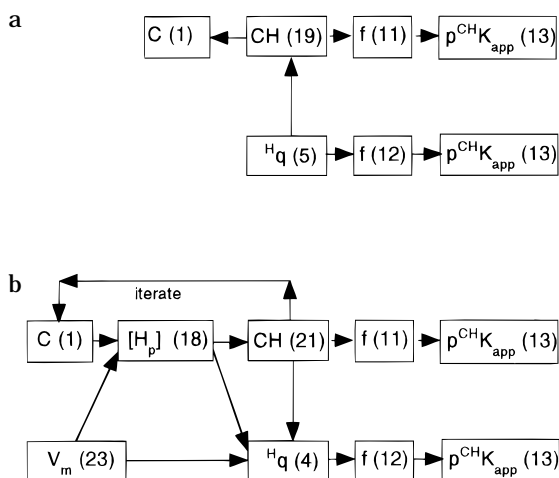 a
C (1) CH (19) f (11) pᶜᴴKₐₚₚ (13)
ᴴq (5) f (12) pᶜᴴKₐₚₚ (13)
b
iterate
C (1) [Hₚ] (18) CH (21) f (11) pᶜᴴKₐₚₚ (13)
Vₘ (23) ᴴq (4) f (12) pᶜᴴKₐₚₚ (13)